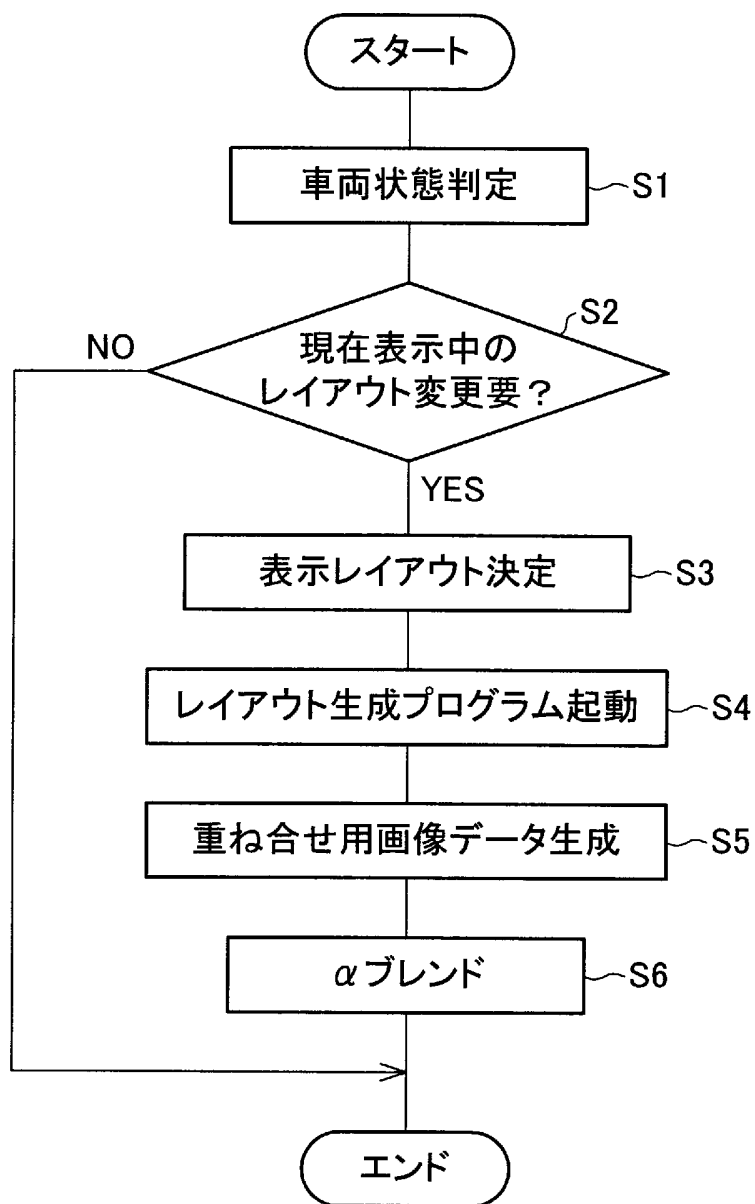 スタート
車両状態判定
S1
S2
現在表示中の
レイアウト変更要？
NO
YES
表示レイアウト決定
S3
レイアウト生成プログラム起動
S4
重ね合せ用画像データ生成
S5
αブレンド
S6
エンド